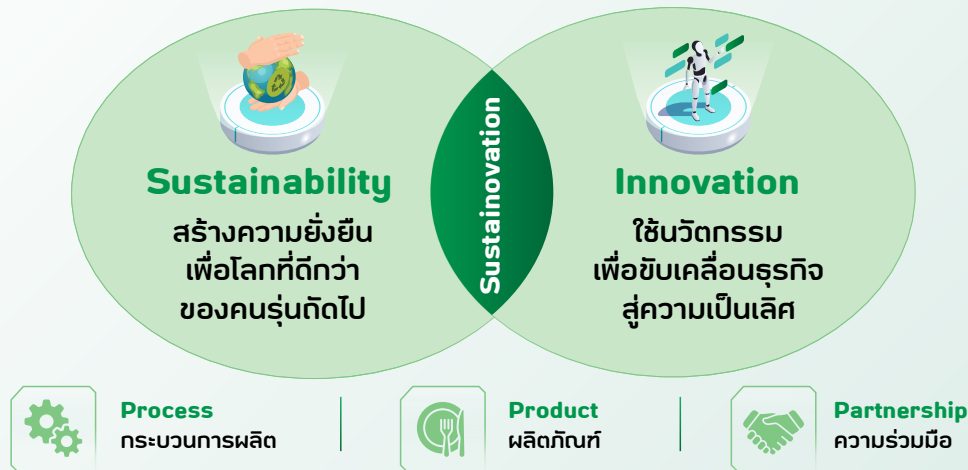 Sustainability
สร้างความยั่งยืน
เพื่อโลกที่ดีกว่า
ของคนรุ่นถัดไป
Sustainovation
Innovation
ใช้นวัตกรรม
เพื่อขับเคลื่อนธุรกิจ
สู่ความเป็นเลิศ
Process
กระบวนการผลิต
Product
ผลิตภัณฑ์
Partnership
ความร่วมมือ